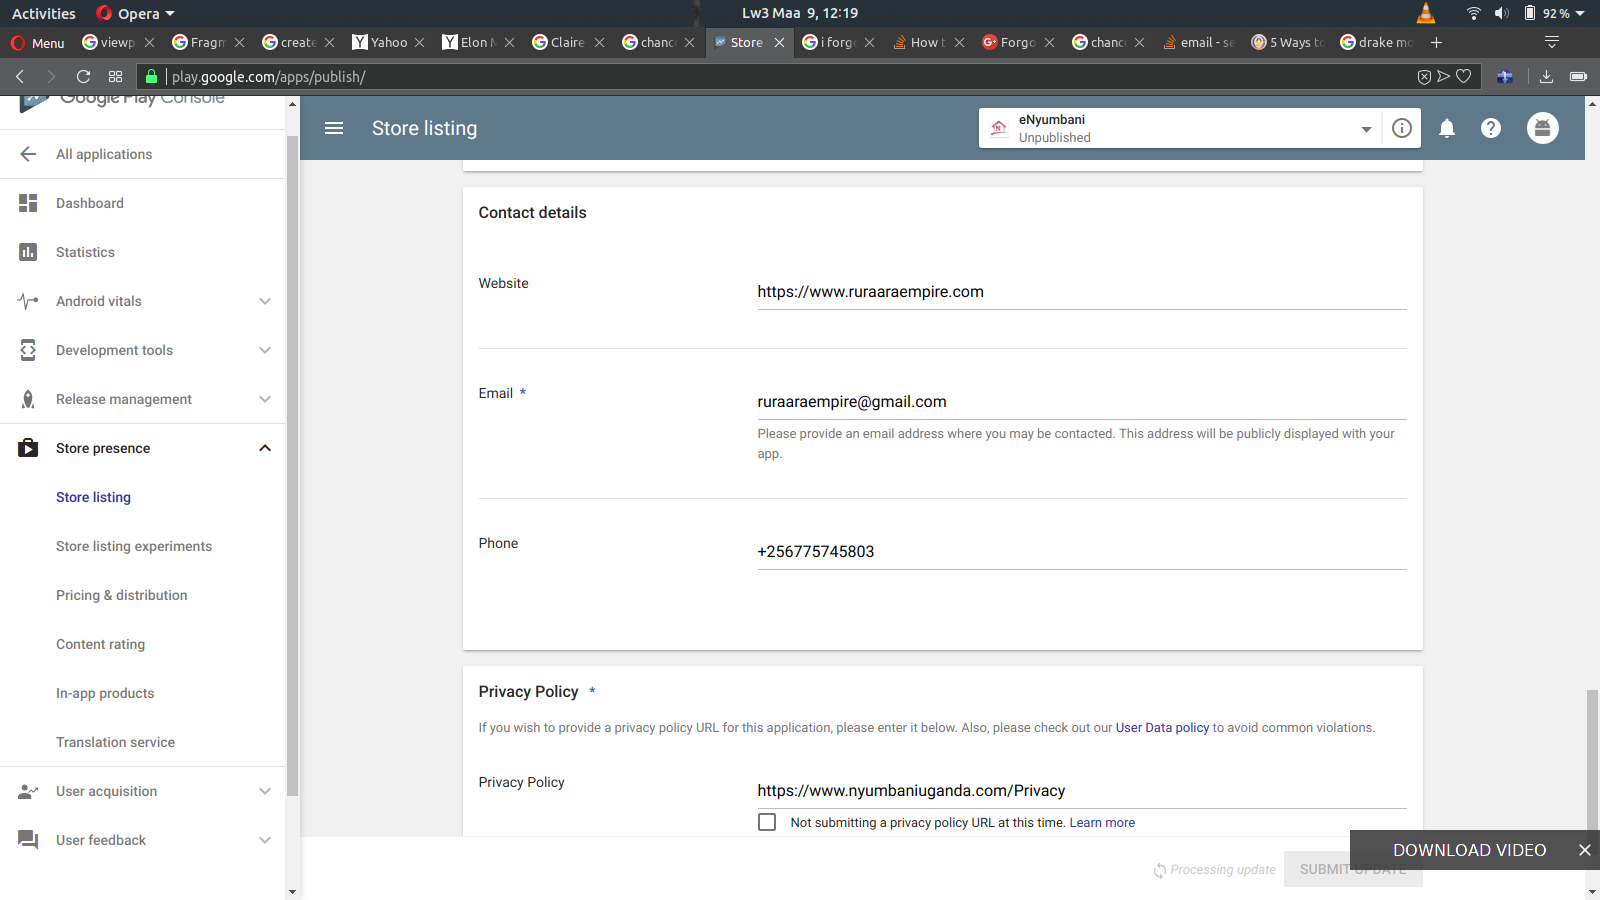 Activities Opera Lw3 Maa 9, 12:19 92 %
Menu viewp Fragm create Yahoo Elon M Claire chance Store i forgo How t Forgo chance email - se 5 Ways to drake mo
play.google.com/apps/publish/
Google Play Console
Store listing
eNyumbani
Unpublished
All applications
Dashboard
Statistics
Android vitals
Development tools
Release management
Store presence
Store listing
Store listing experiments
Pricing & distribution
Content rating
In-app products
Translation service
User acquisition
User feedback
Contact details
Website
https://www.ruraaraempire.com
Email *
ruraaraempire@gmail.com
Please provide an email address where you may be contacted. This address will be publicly displayed with your
app.
Phone
+256775745803
Privacy Policy *
If you wish to provide a privacy policy URL for this application, please enter it below. Also, please check out our User Data policy to avoid common violations.
Privacy Policy
https://www.nyumbaniuganda.com/Privacy
Not submitting a privacy policy URL at this time. Learn more
DOWNLOAD VIDEO
Processing update
SUBMIT UPDATE